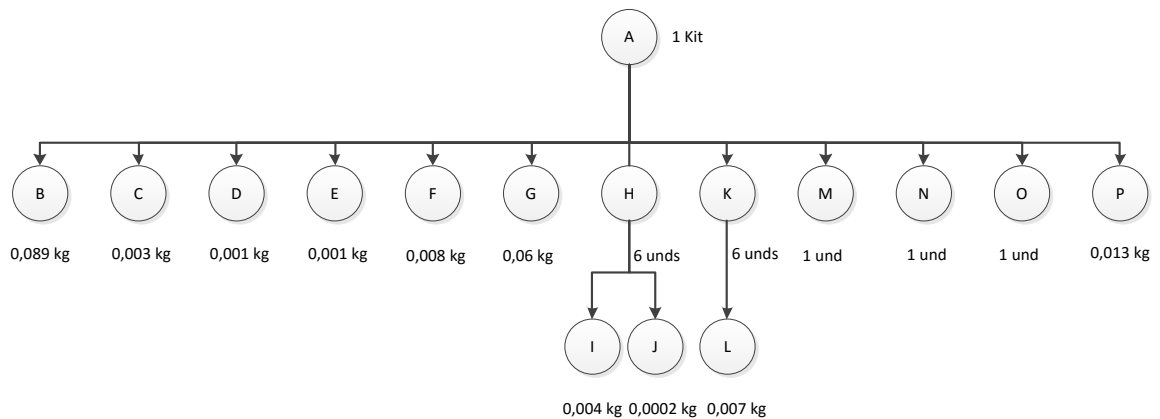 A 1 Kit
B C D E F G H K M N O P
0,089 kg 0,003 kg 0,001 kg 0,001 kg 0,008 kg 0,06 kg 6 unds 6 unds 1 und 1 und 1 und 0,013 kg
I J L
0,004 kg 0,0002 kg 0,007 kg